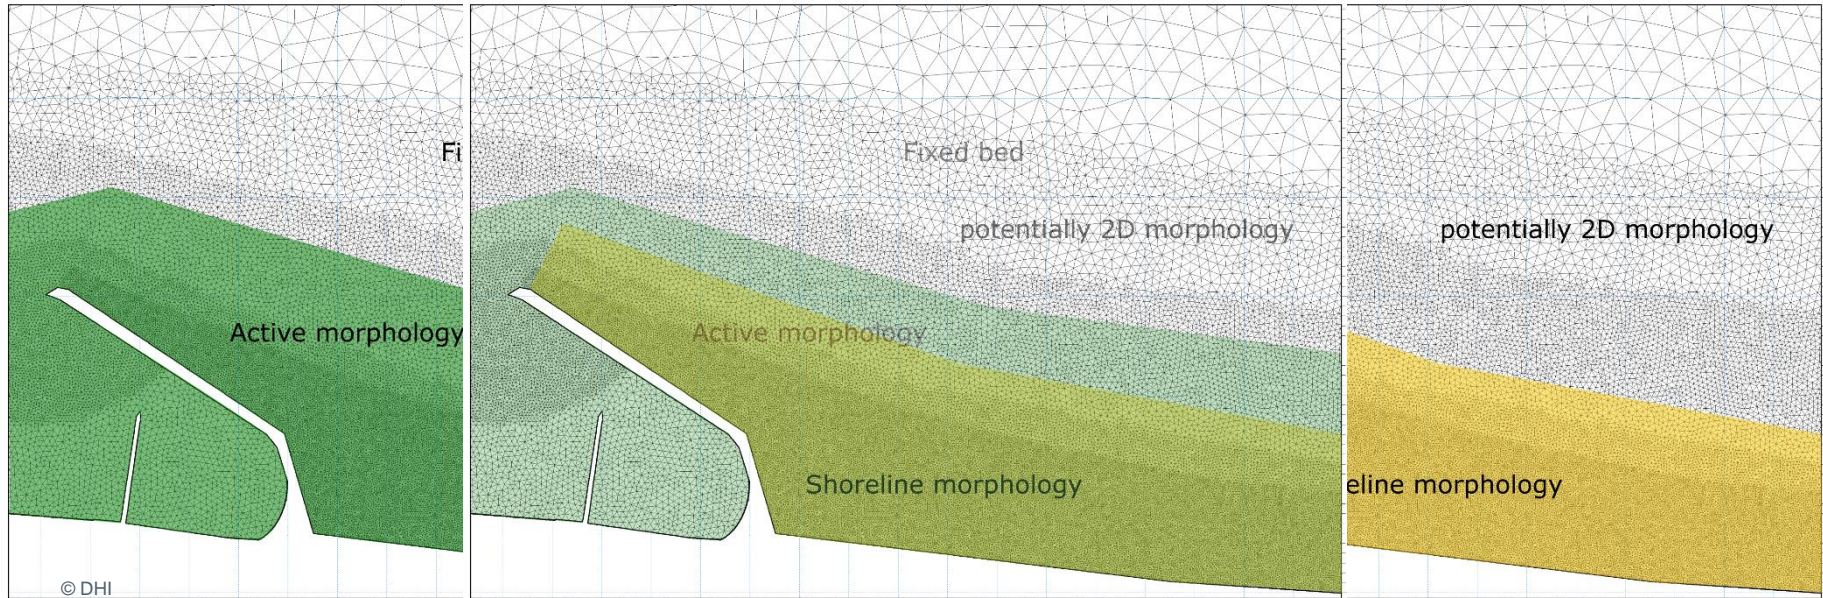 Fi
Active morphology
© DHI
Fixed bed
potentially 2D morphology
Active morphology
Shoreline morphology
potentially 2D morphology
eline morphology